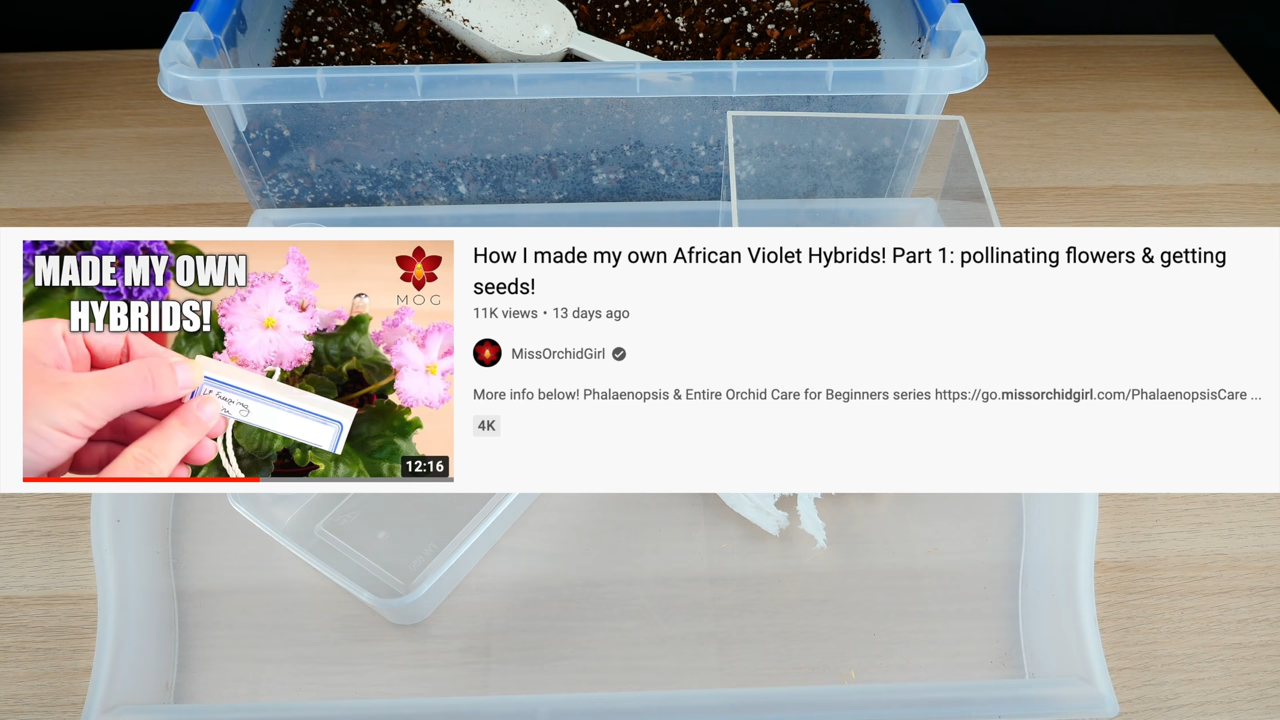 MADE MY OWN
HYBRIDS!
MOG
12:16
How I made my own African Violet Hybrids! Part 1: pollinating flowers & getting
seeds!
11K views • 13 days ago
MissOrchidGirl
More info below! Phalaenopsis & Entire Orchid Care for Beginners series https://go.missorchidgirl.com/PhalaenopsisCare ...
4K